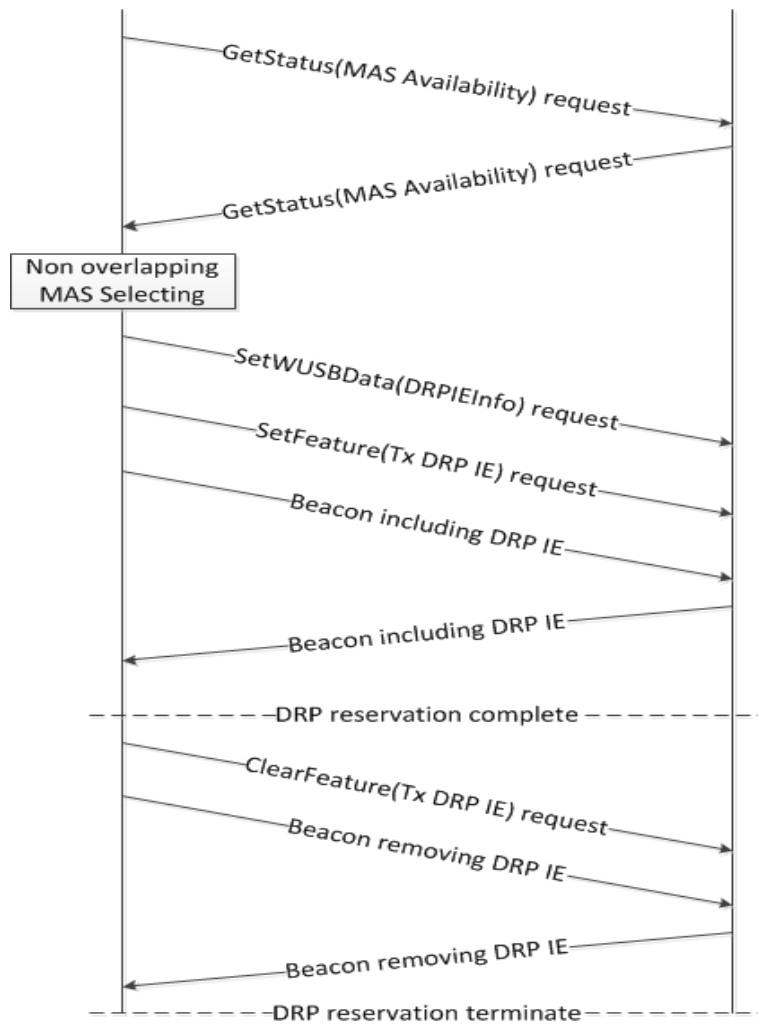 GetStatus(MAS Availability) request
GetStatus(MAS Availability) request
Non overlapping
MAS Selecting
SetWUSBData(DRPIEInfo) request
SetFeature(Tx DRP IE) request
Beacon including DRP IE
Beacon including DRP IE
DRP reservation complete
ClearFeature(Tx DRP IE) request
Beacon removing DRP IE
Beacon removing DRP IE
DRP reservation terminate